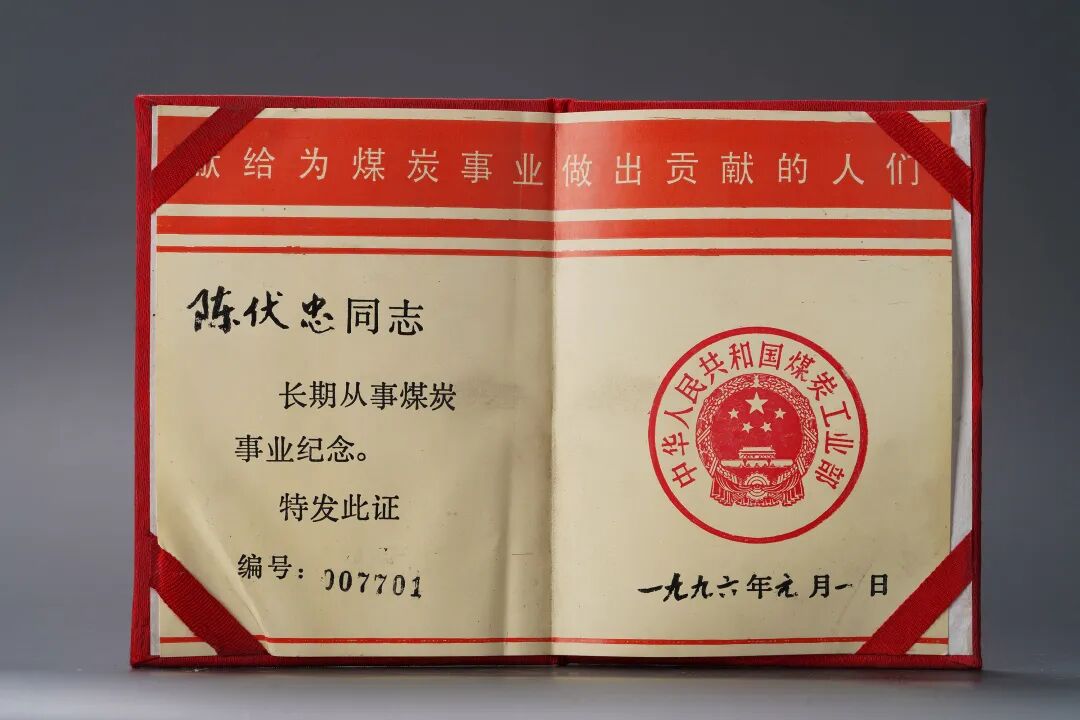 献给为煤炭事业做出贡献的人们
陈伏忠同志
长期从事煤炭
事业纪念。
特发此证
编号：007701
中华人民共和国煤炭工业部
一九九六年元月一日